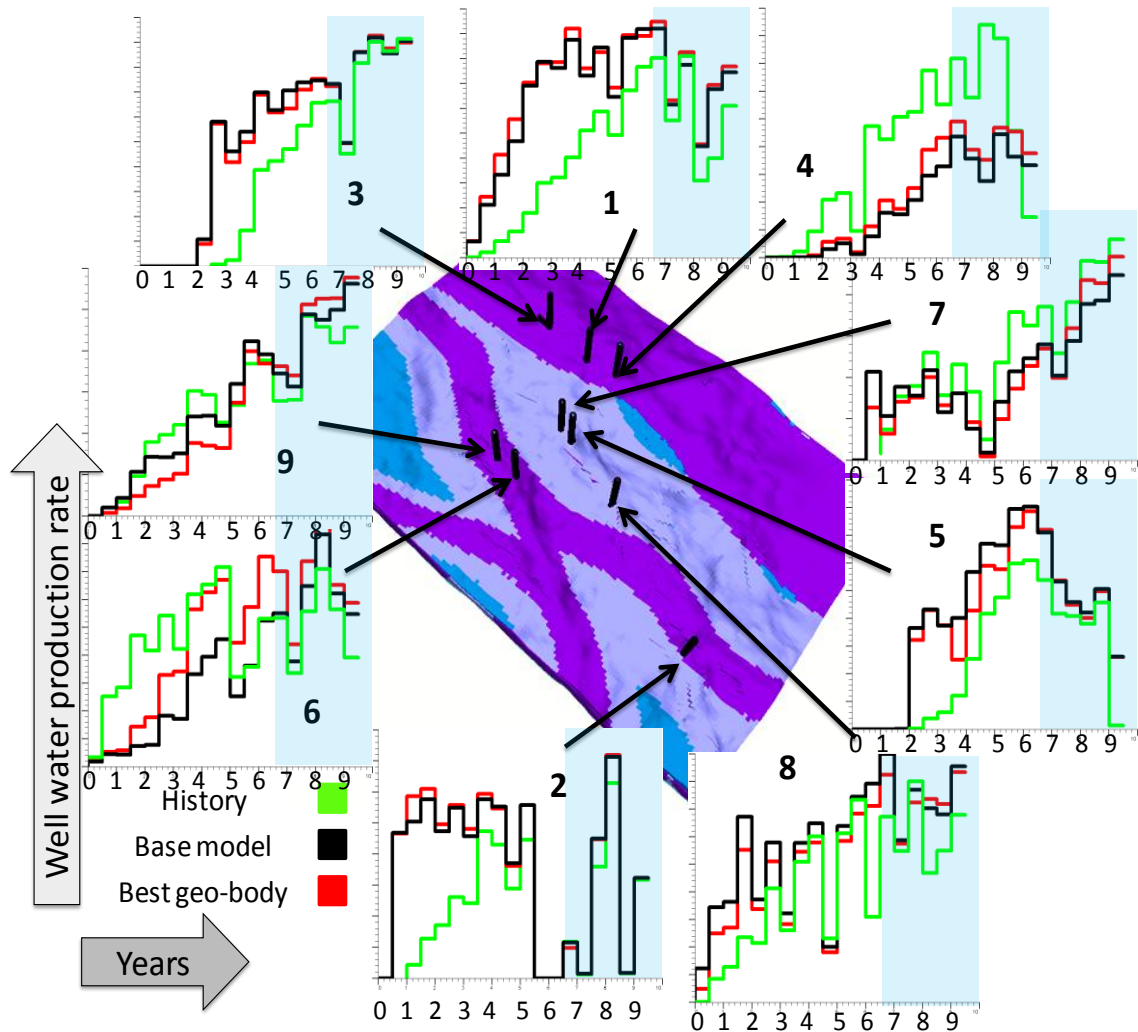 3
0 1 2 3 4 5 6 7 8 9
1
0 1 2 3 4 5 6 7 8 9
4
0 1 2 3 4 5 6 7 8 9
9
0 1 2 3 4 5 6 7 8 9
7
0 1 2 3 4 5 6 7 8 9
6
0 1 2 3 4 5 6 7 8 9
5
0 1 2 3 4 5 6 7 8 9
2
0 1 2 3 4 5 6 7 8 9
8
0 1 2 3 4 5 6 7 8 9
Well water production rate
History
Base model
Best geo-body
Years